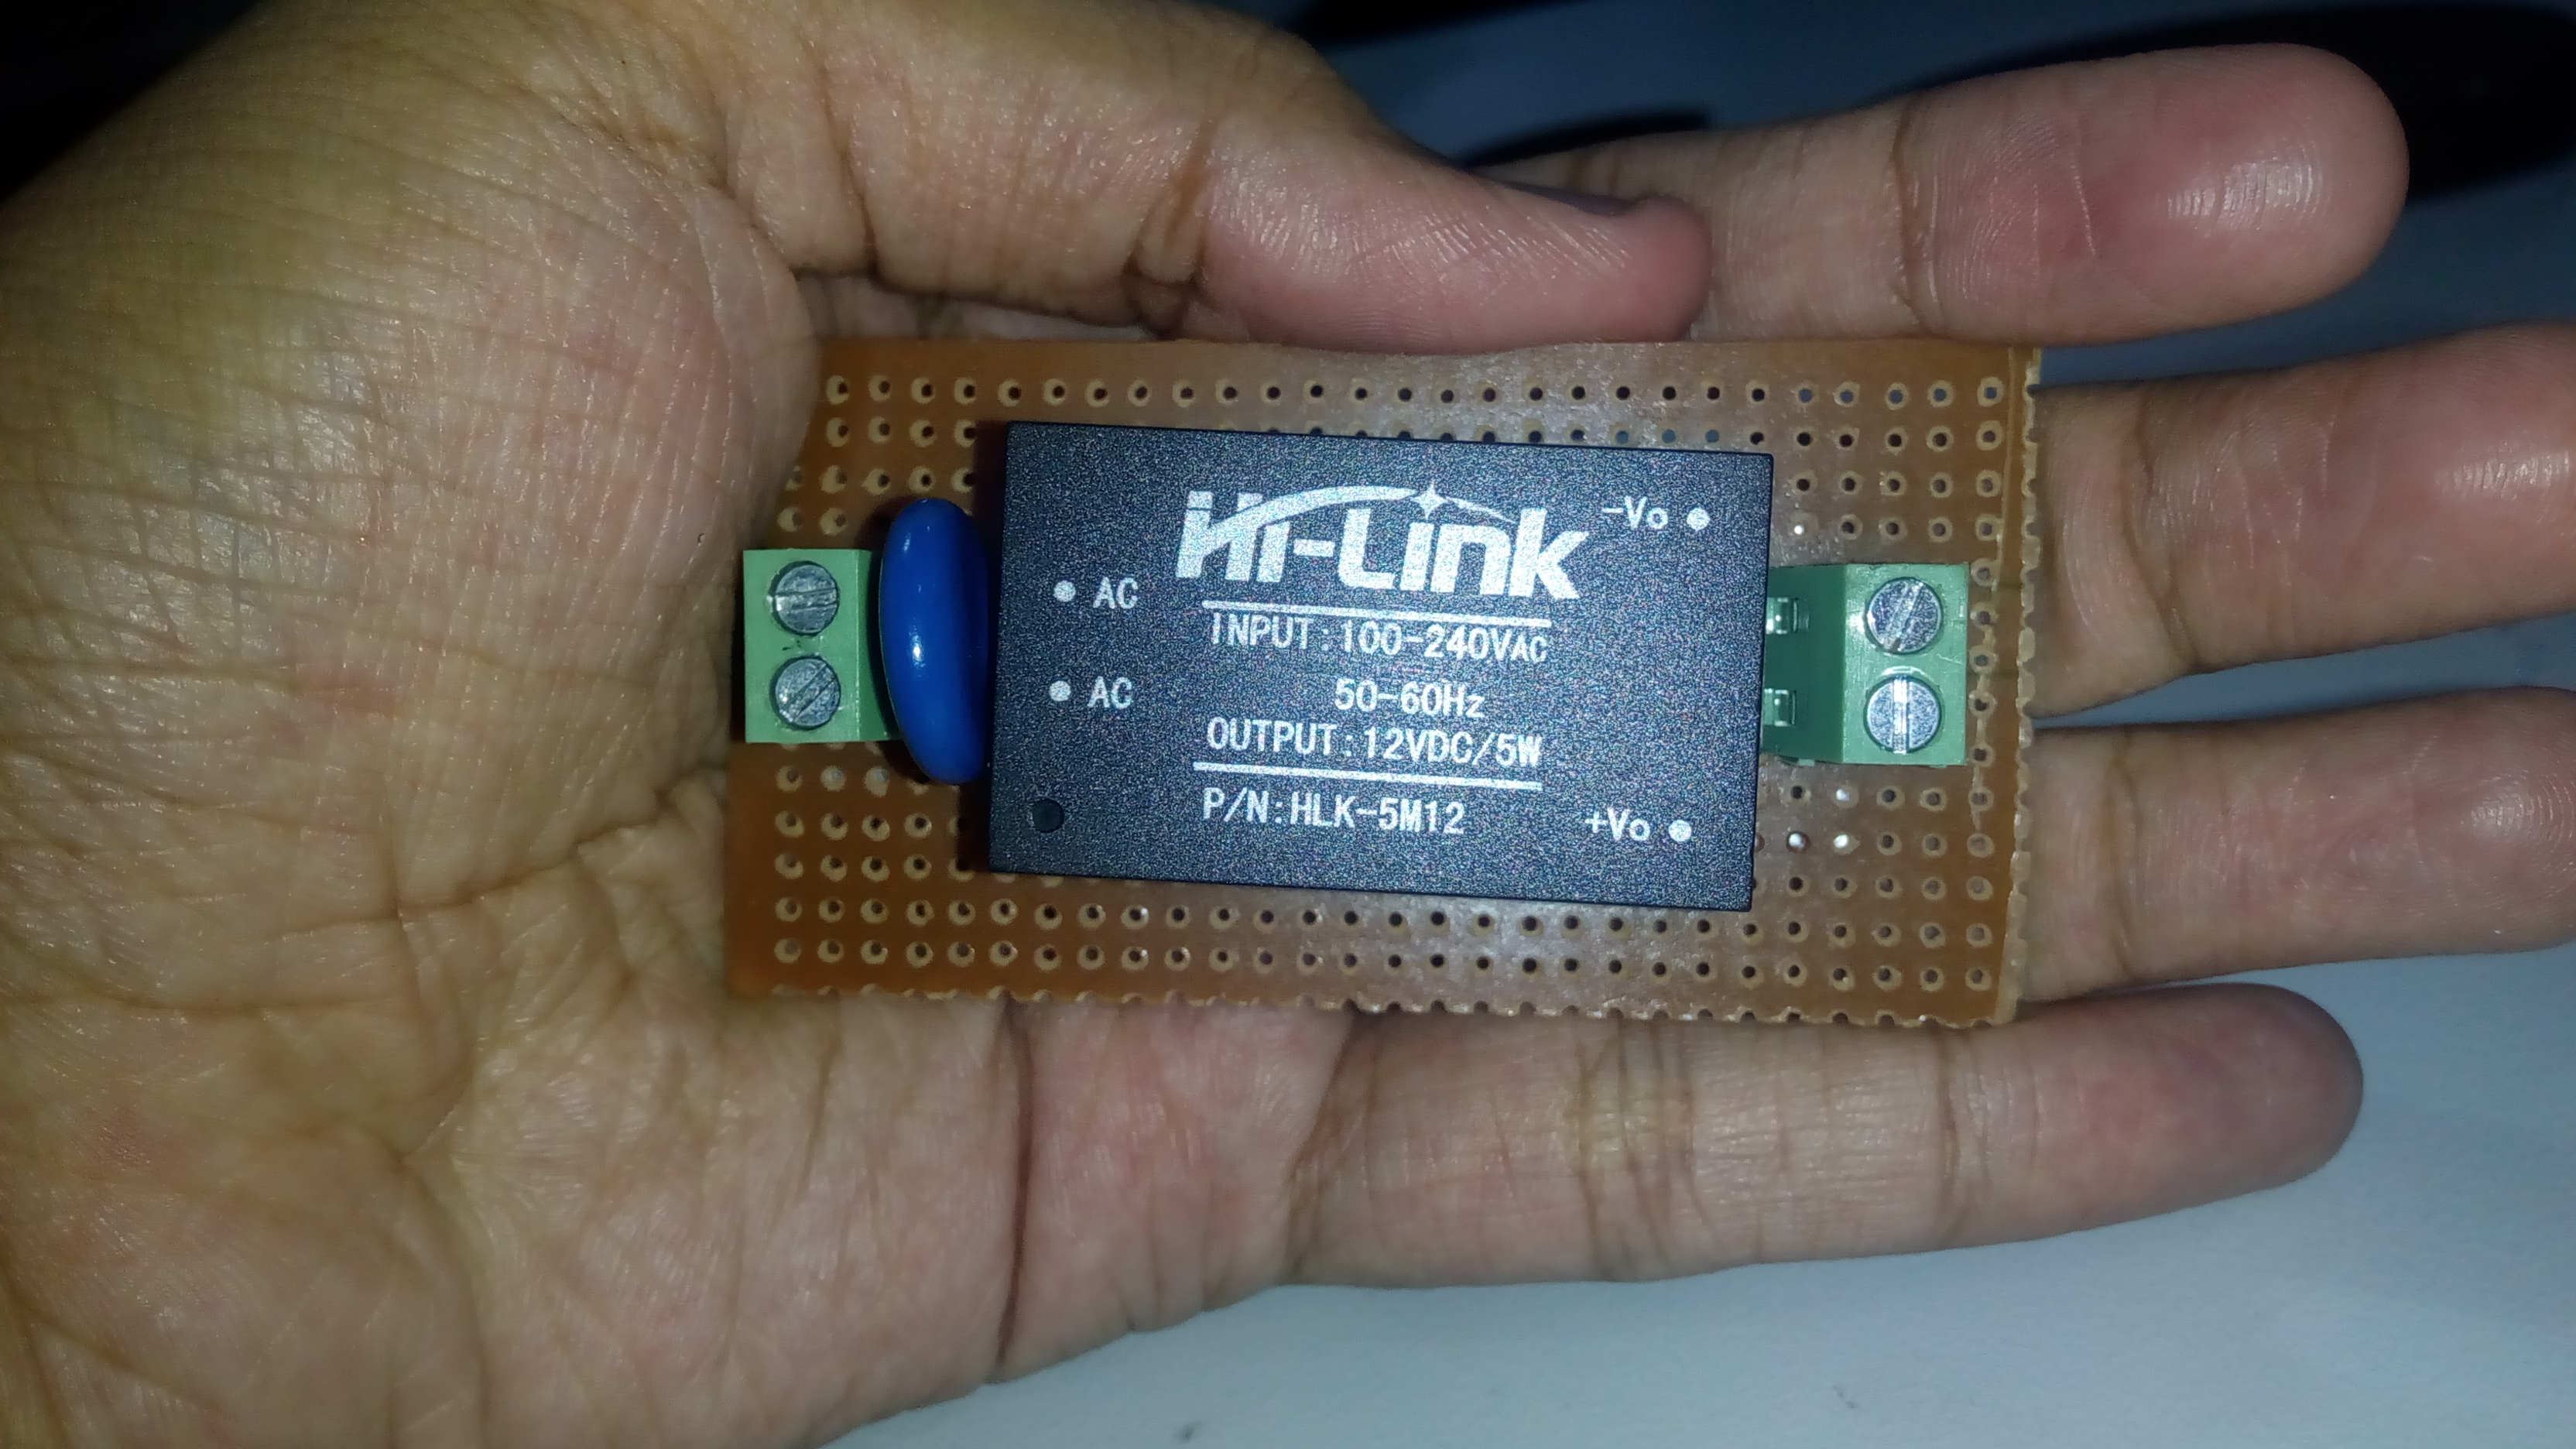 Hi-Link
-Vo
AC
INPUT:100-240VAC
AC
50-60Hz
OUTPUT:12VDC/5W
P/N:HLK-5M12
+Vo